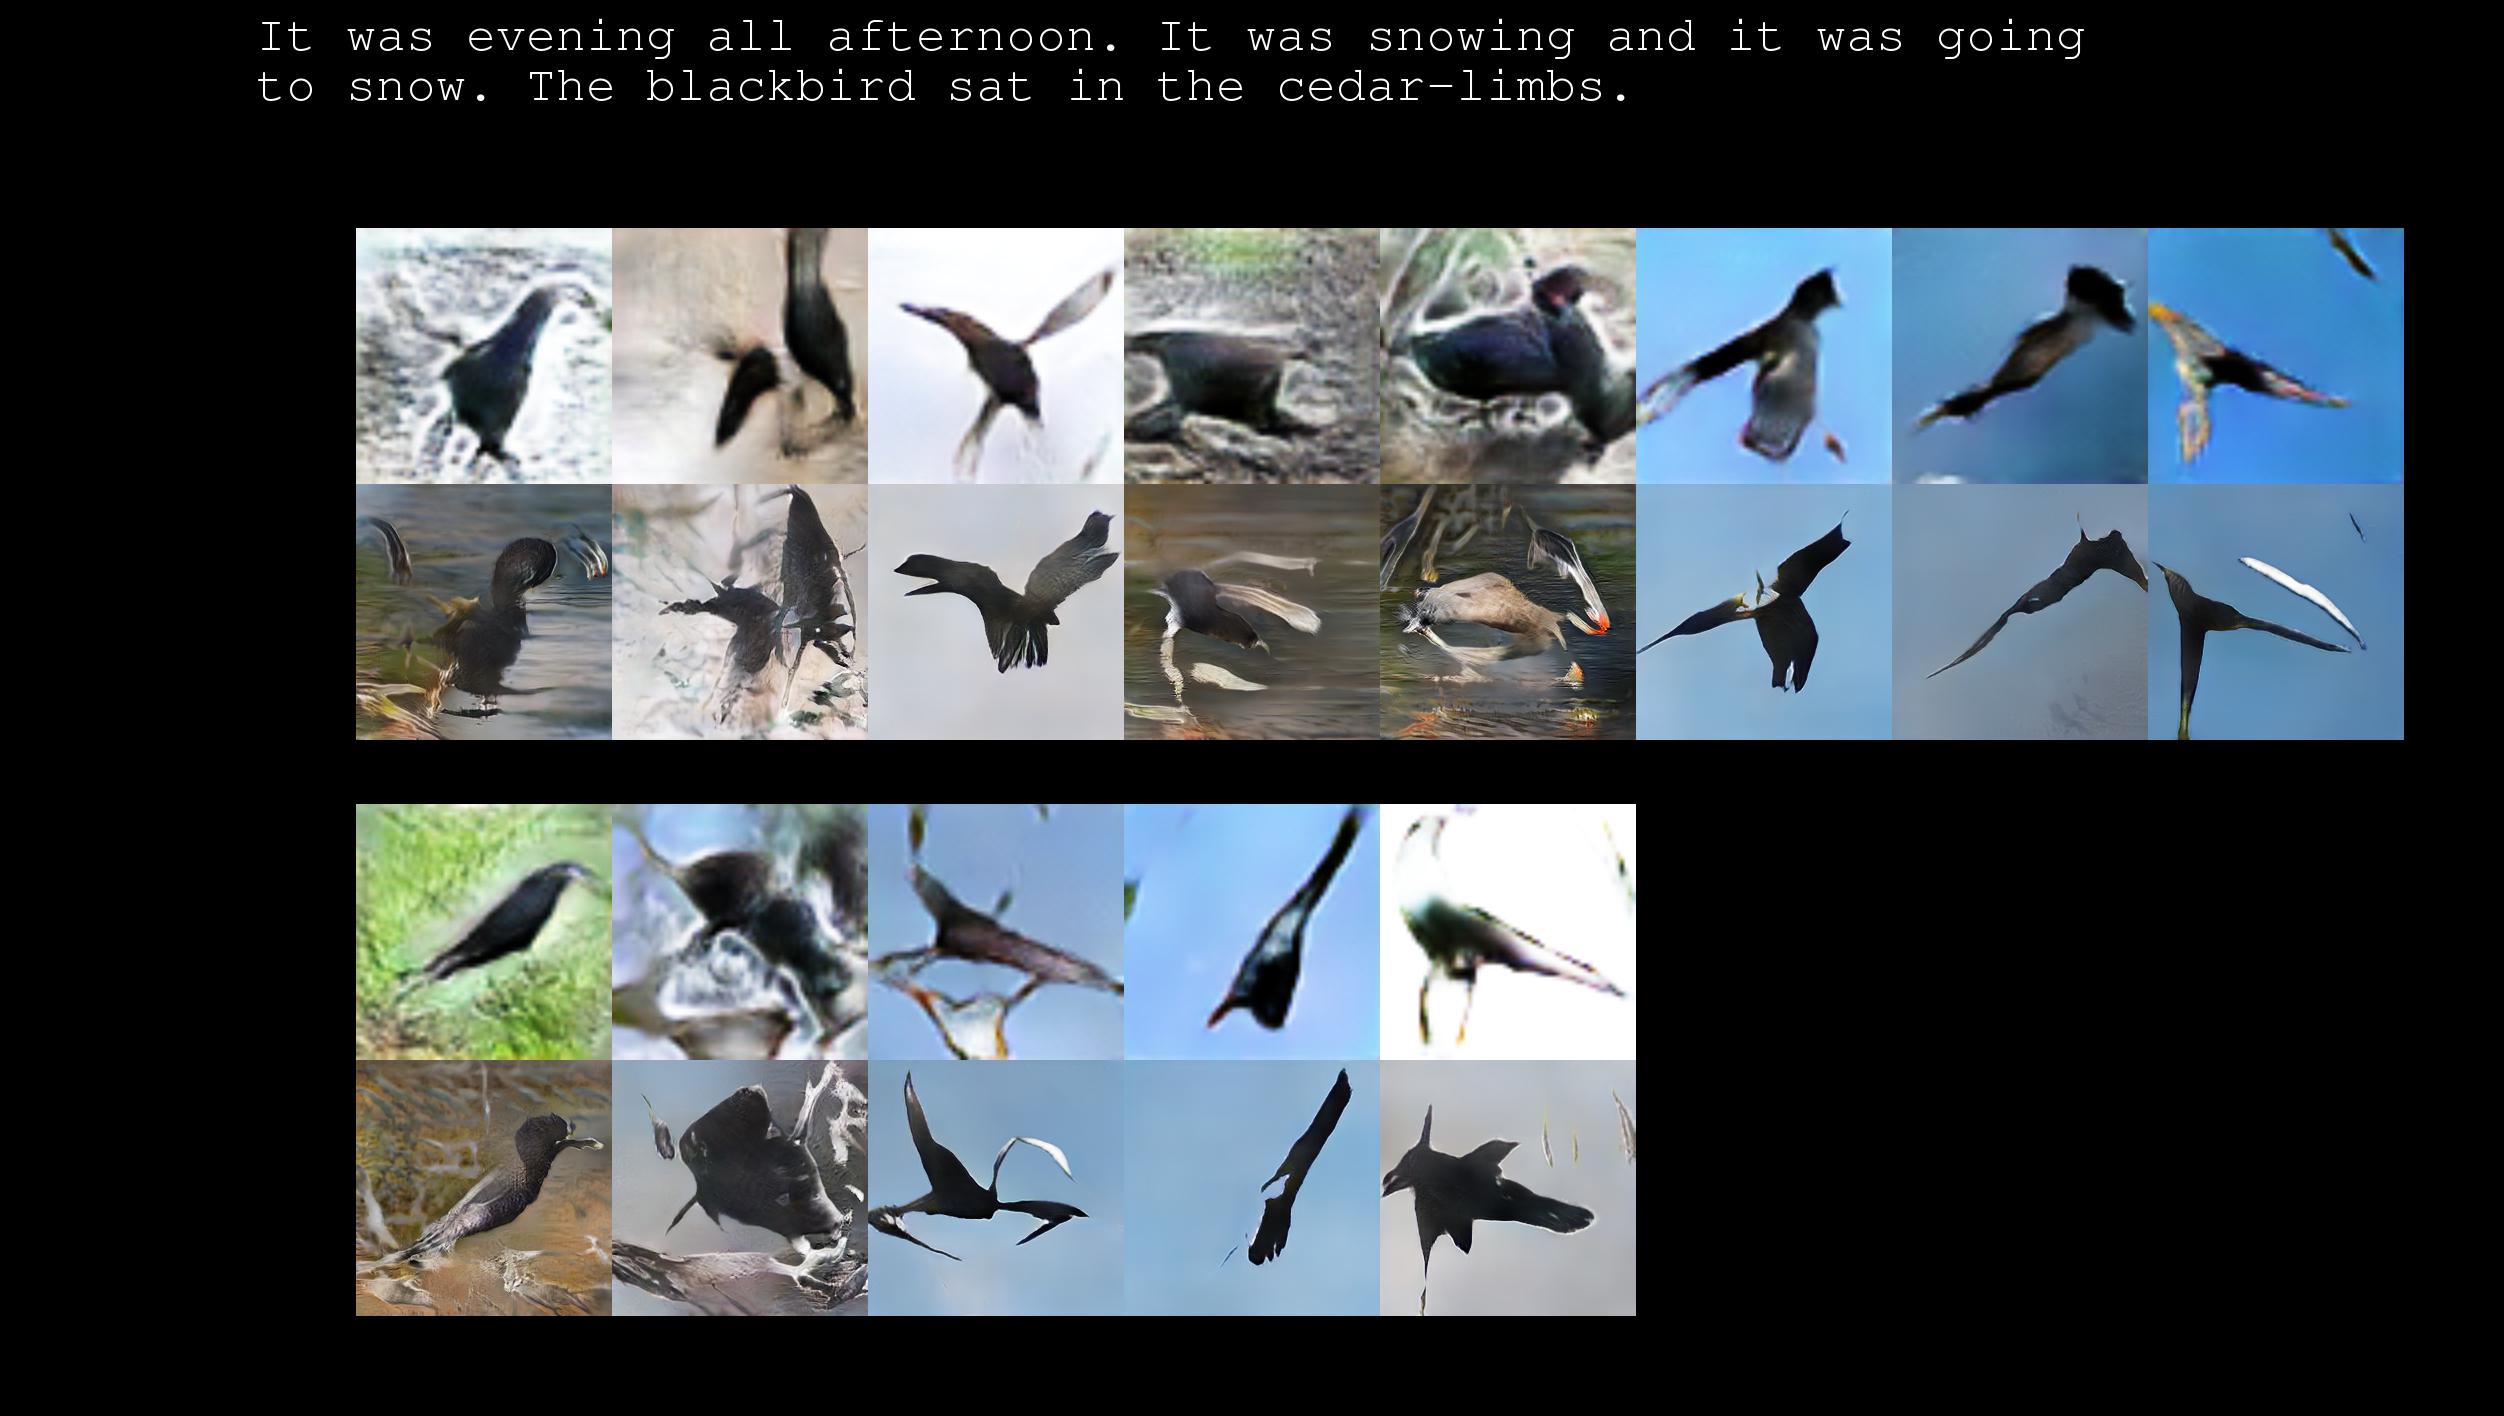 It was evening all afternoon. It was snowing and it was going
to snow. The blackbird sat in the cedar-limbs.